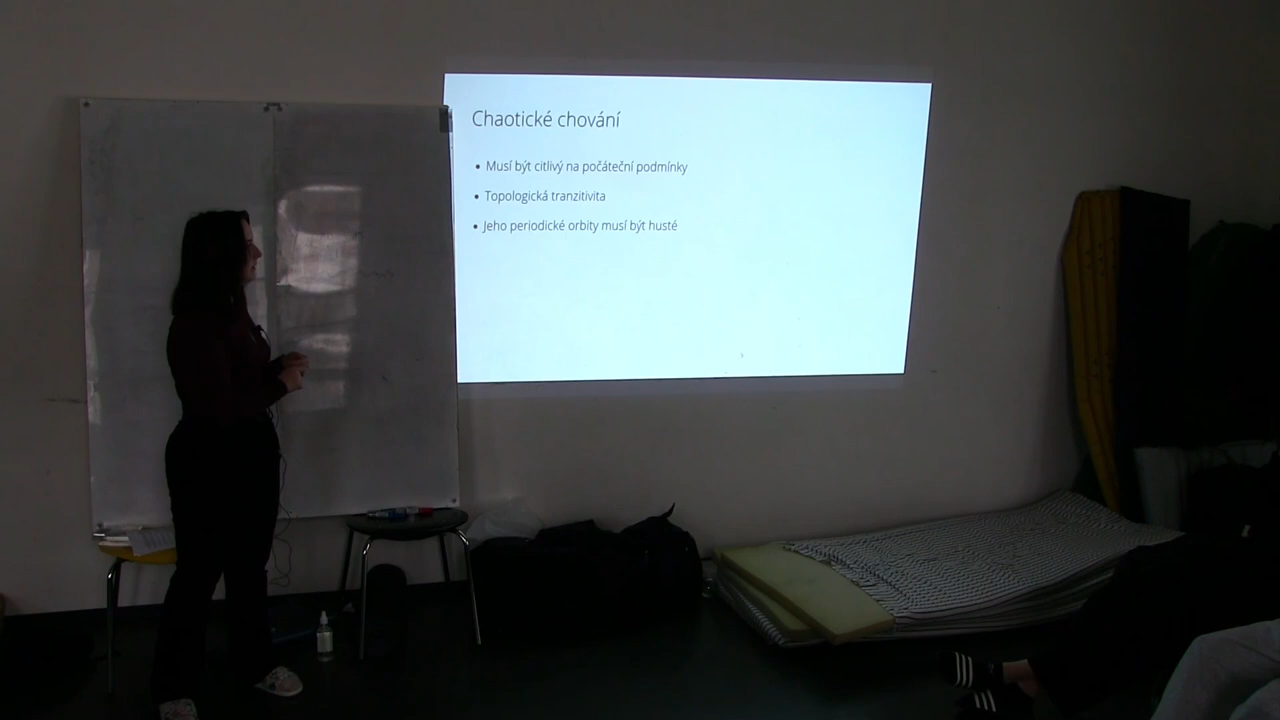 Chaotické chování
• Musí být citlivý na počáteční podmínky
• Topologická tranzitivita
• Jeho periodické orbity musí být husté